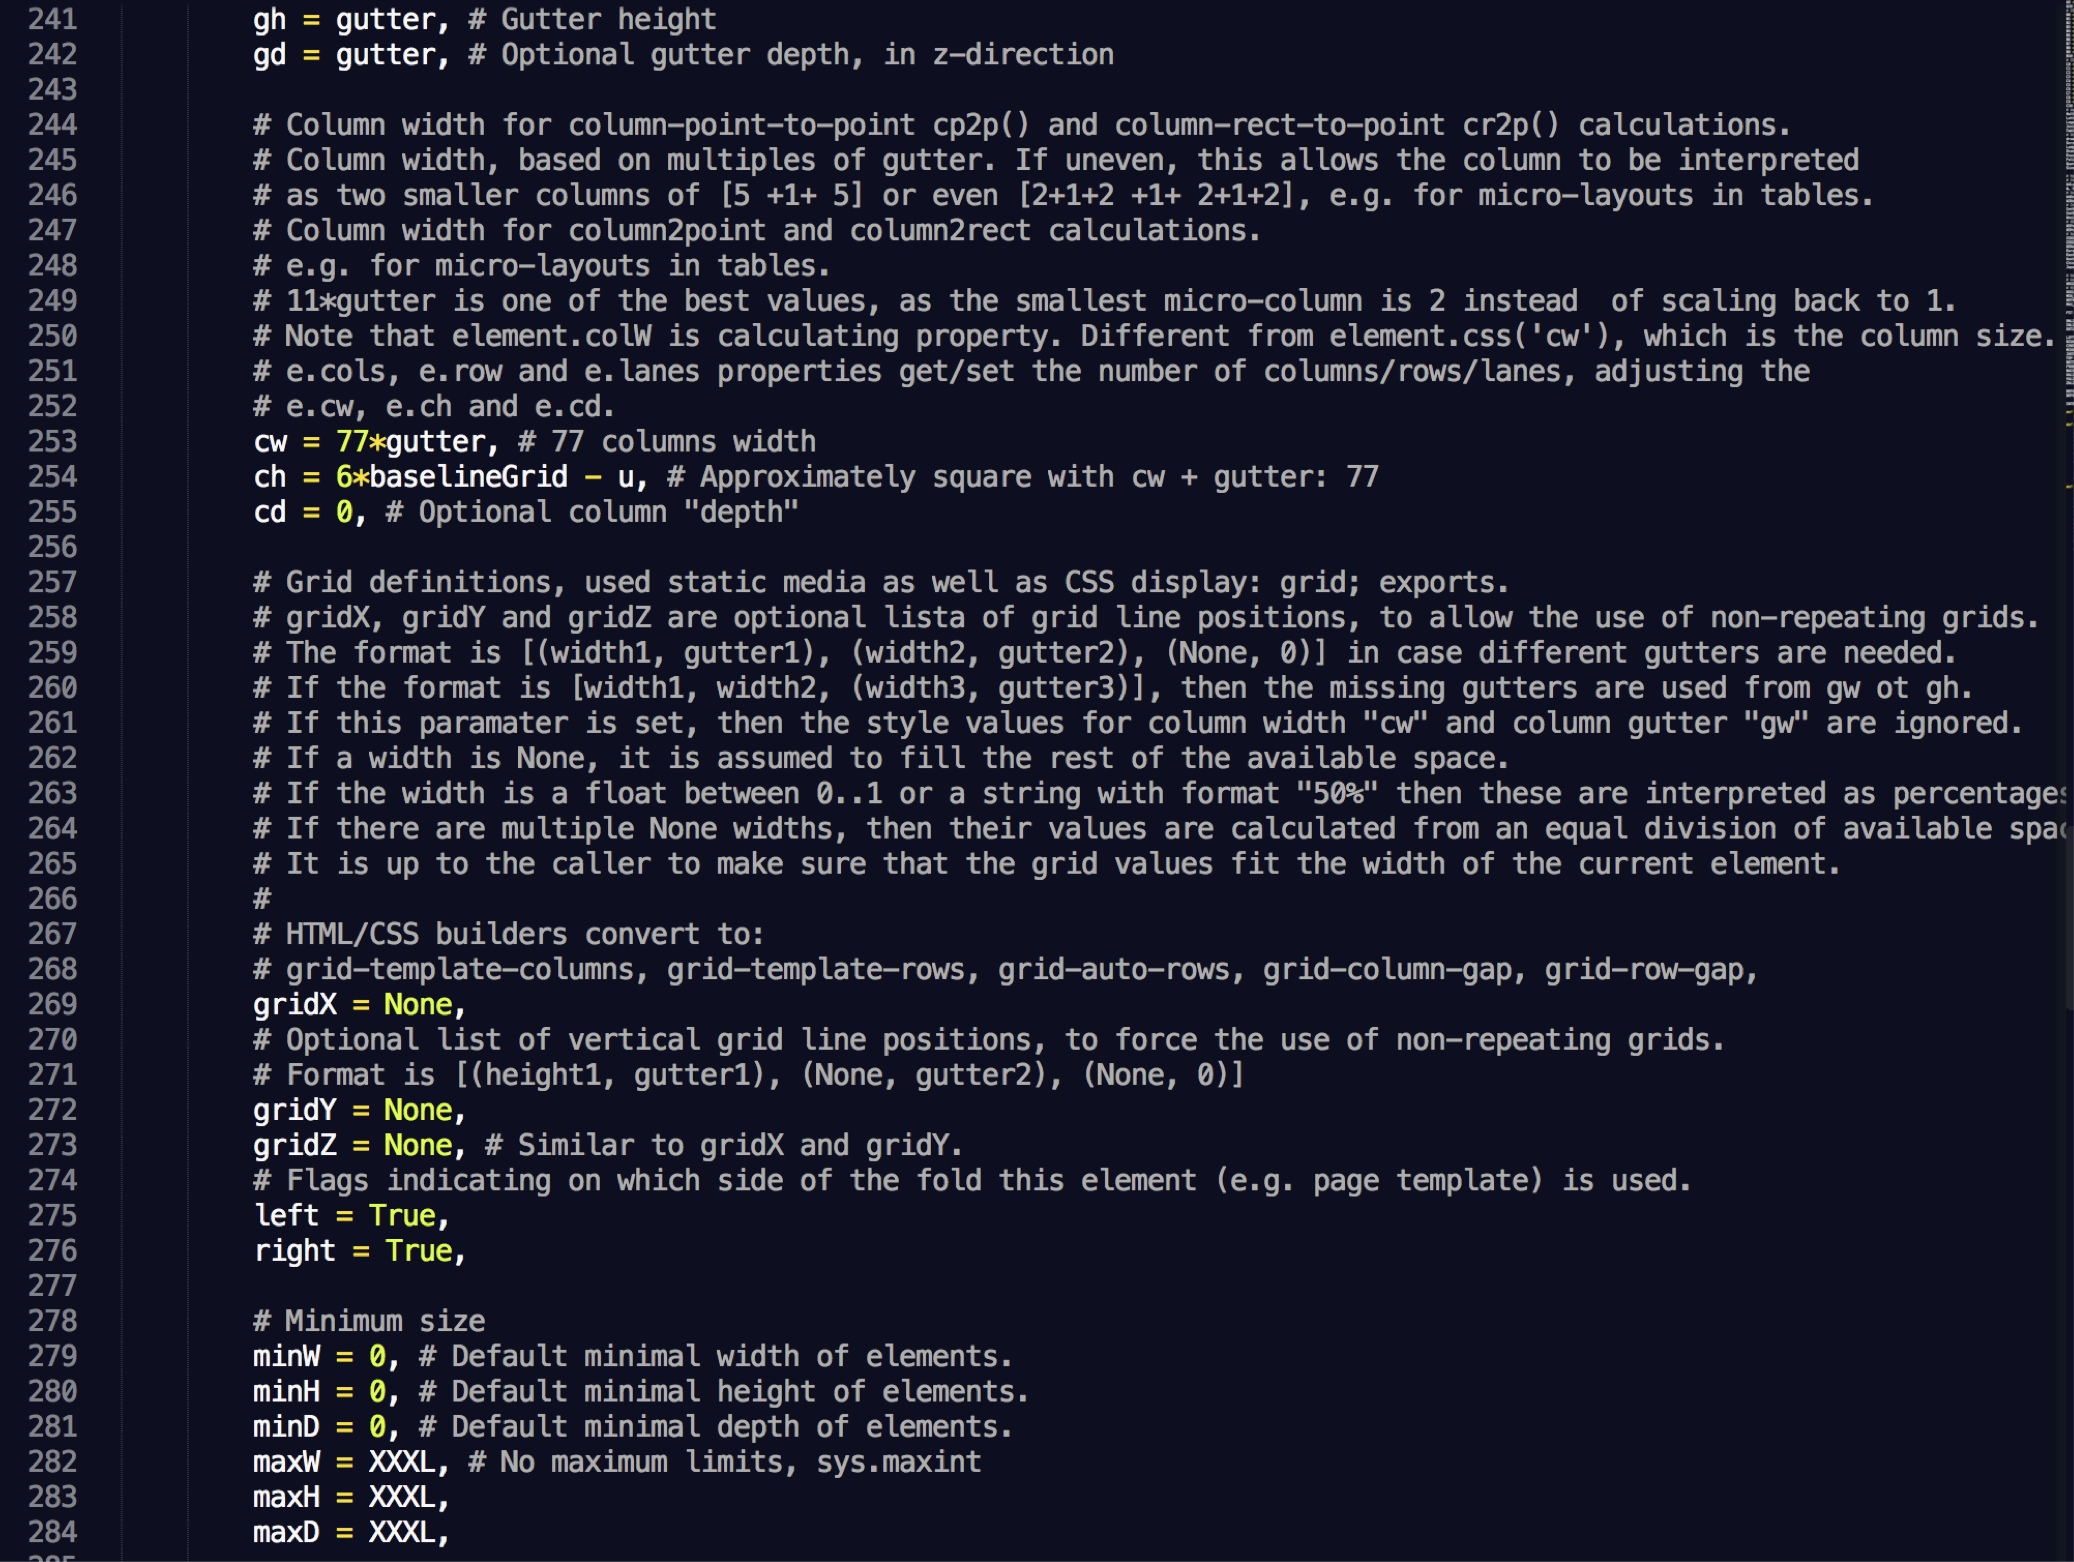 241 gh = gutter, # Gutter height
242 gd = gutter, # Optional gutter depth, in z-direction
243
244 # Column width for column-point-to-point cp2p() and column-rect-to-point cr2p() calculations.
245 # Column width, based on multiples of gutter. If uneven, this allows the column to be interpreted
246 # as two smaller columns of [5 +1+ 5] or even [2+1+2 +1+ 2+1+2], e.g. for micro-layouts in tables.
247 # Column width for column2point and column2rect calculations.
248 # e.g. for micro-layouts in tables.
249 # 11*gutter is one of the best values, as the smallest micro-column is 2 instead  of scaling back to 1.
250 # Note that element.colW is calculating property. Different from element.css('cw'), which is the column size.
251 # e.cols, e.row and e.lanes properties get/set the number of columns/rows/lanes, adjusting the
252 # e.cw, e.ch and e.cd.
253 cw = 77*gutter, # 77 columns width
254 ch = 6*baselineGrid - u, # Approximately square with cw + gutter: 77
255 cd = 0, # Optional column "depth"
256
257 # Grid definitions, used static media as well as CSS display: grid; exports.
258 # gridX, gridY and gridZ are optional lista of grid line positions, to allow the use of non-repeating grids.
259 # The format is [(width1, gutter1), (width2, gutter2), (None, 0)] in case different gutters are needed.
260 # If the format is [width1, width2, (width3, gutter3)], then the missing gutters are used from gw ot gh.
261 # If this paramater is set, then the style values for column width "cw" and column gutter "gw" are ignored.
262 # If a width is None, it is assumed to fill the rest of the available space.
263 # If the width is a float between 0..1 or a string with format "50%" then these are interpreted as percentages
264 # If there are multiple None widths, then their values are calculated from an equal division of available spac
265 # It is up to the caller to make sure that the grid values fit the width of the current element.
266 #
267 # HTML/CSS builders convert to:
268 # grid-template-columns, grid-template-rows, grid-auto-rows, grid-column-gap, grid-row-gap,
269 gridX = None,
270 # Optional list of vertical grid line positions, to force the use of non-repeating grids.
271 # Format is [(height1, gutter1), (None, gutter2), (None, 0)]
272 gridY = None,
273 gridZ = None, # Similar to gridX and gridY.
274 # Flags indicating on which side of the fold this element (e.g. page template) is used.
275 left = True,
276 right = True,
277
278 # Minimum size
279 minW = 0, # Default minimal width of elements.
280 minH = 0, # Default minimal height of elements.
281 minD = 0, # Default minimal depth of elements.
282 maxW = XXXL, # No maximum limits, sys.maxint
283 maxH = XXXL,
284 maxD = XXXL,